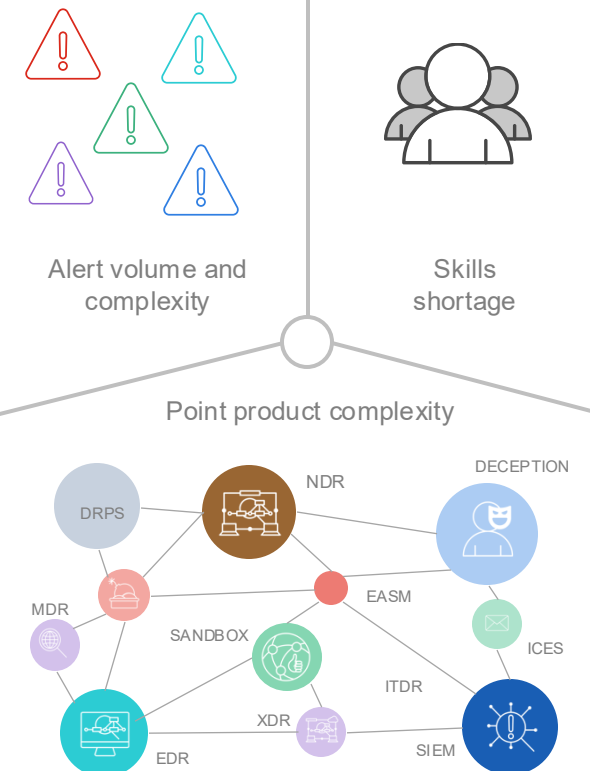 Alert volume and
complexity
Skills
shortage
Point product complexity
DECEPTION
NDR
DRPS
EASM
MDR
SANDBOX
ICES
ITDR
XDR
SIEM
EDR